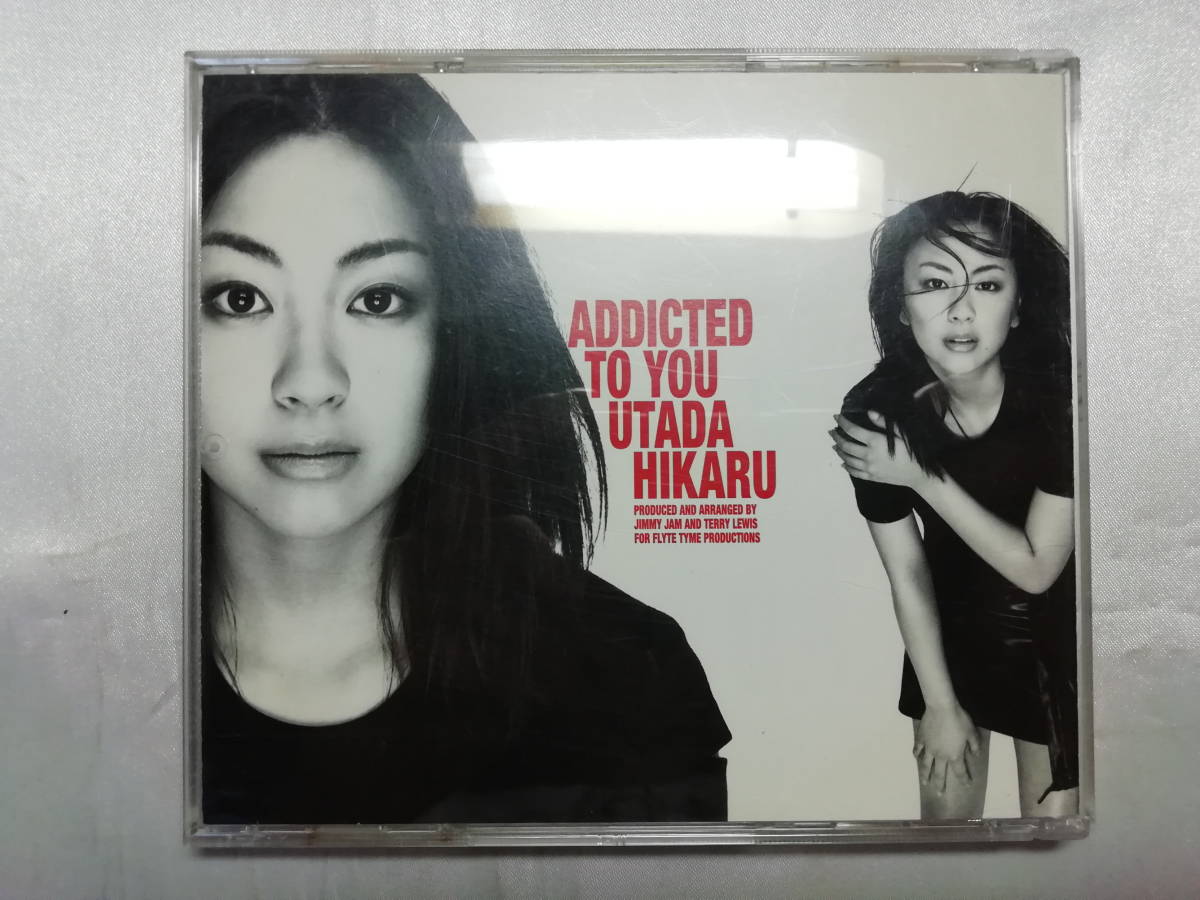 ADDICTED
TO YOU
UTADA
HIKARU
PRODUCED AND ARRANGED BY
JIMMY JAM AND TERRY LEWIS
FOR FLYTE TYME PRODUCTIONS